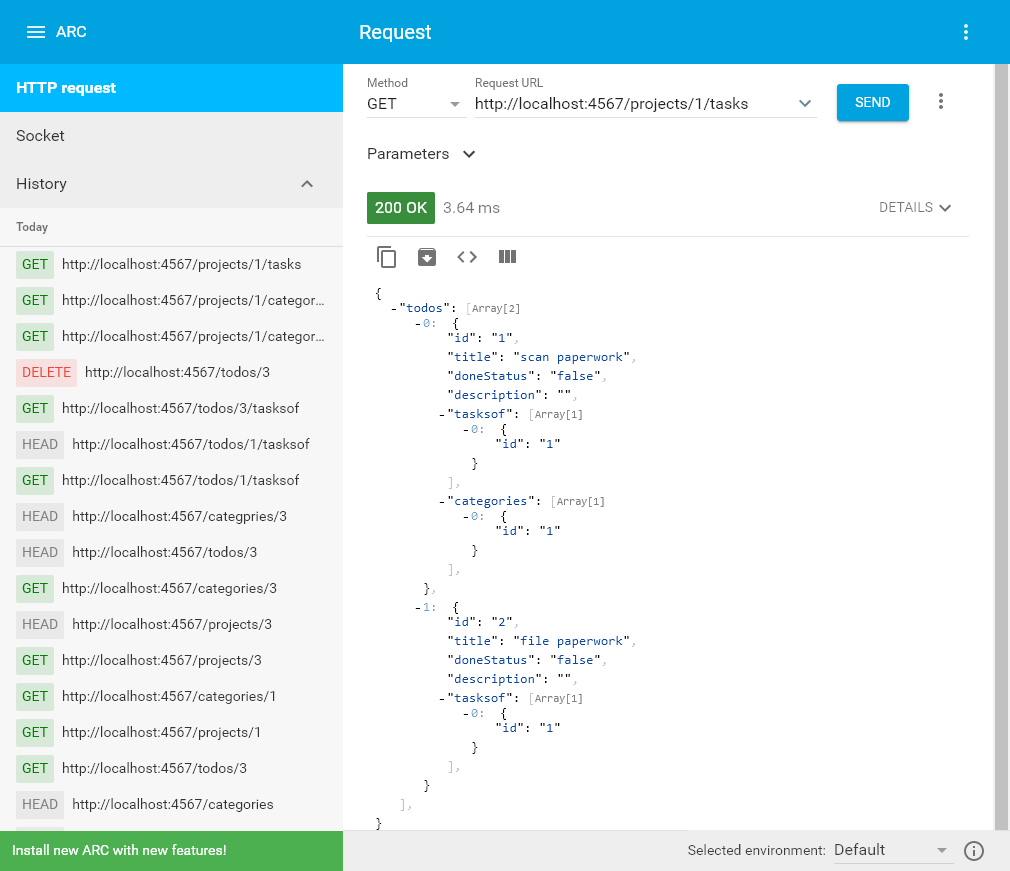 ARC
Request
HTTP request
Socket
History
Today
GET http://localhost:4567/projects/1/tasks
GET http://localhost:4567/projects/1/categor...
GET http://localhost:4567/projects/1/categor...
DELETE http://localhost:4567/todos/3
GET http://localhost:4567/todos/3/tasksof
HEAD http://localhost:4567/todos/1/tasksof
GET http://localhost:4567/todos/1/tasksof
HEAD http://localhost:4567/categpries/3
HEAD http://localhost:4567/todos/3
GET http://localhost:4567/categories/3
HEAD http://localhost:4567/projects/3
GET http://localhost:4567/projects/3
GET http://localhost:4567/categories/1
GET http://localhost:4567/projects/1
GET http://localhost:4567/todos/3
HEAD http://localhost:4567/categories
Install new ARC with new features!
Method
GET
Request URL
http://localhost:4567/projects/1/tasks
SEND
Parameters
200 OK 3.64 ms
DETAILS
{
-"todos": [Array[2]
-0: {
"id": "1",
"title": "scan paperwork",
"doneStatus": "false",
"description": "",
-"tasksof": [Array[1]
-0: {
"id": "1"
}
],
-"categories": [Array[1]
-0: {
"id": "1"
}
],
},
-1: {
"id": "2",
"title": "file paperwork",
"doneStatus": "false",
"description": "",
-"tasksof": [Array[1]
-0: {
"id": "1"
}
],
}
],
}
Selected environment: Default